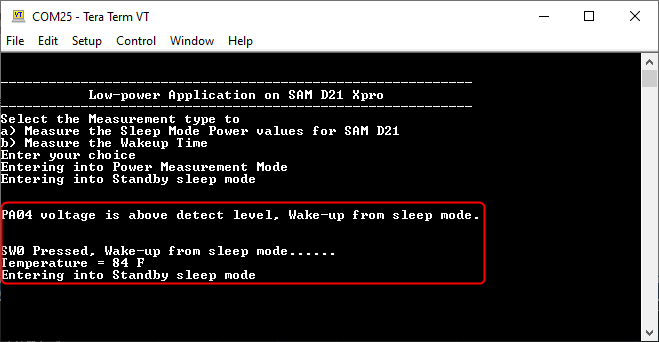 COM25 - Tera Term VT
File Edit Setup Control Window Help
------------------------------------------------------------
Low-power Application on SAM D21 Xpro
------------------------------------------------------------
Select the Measurement type to
a) Measure the Sleep Mode Power values for SAM D21
b) Measure the Wakeup Time
Enter your choice
Entering into Power Measurement Mode
Entering into Standby sleep mode
PA04 voltage is above detect level, Wake-up from sleep mode.
SW0 Pressed, Wake-up from sleep mode......
Temperature = 84 F
Entering into Standby sleep mode